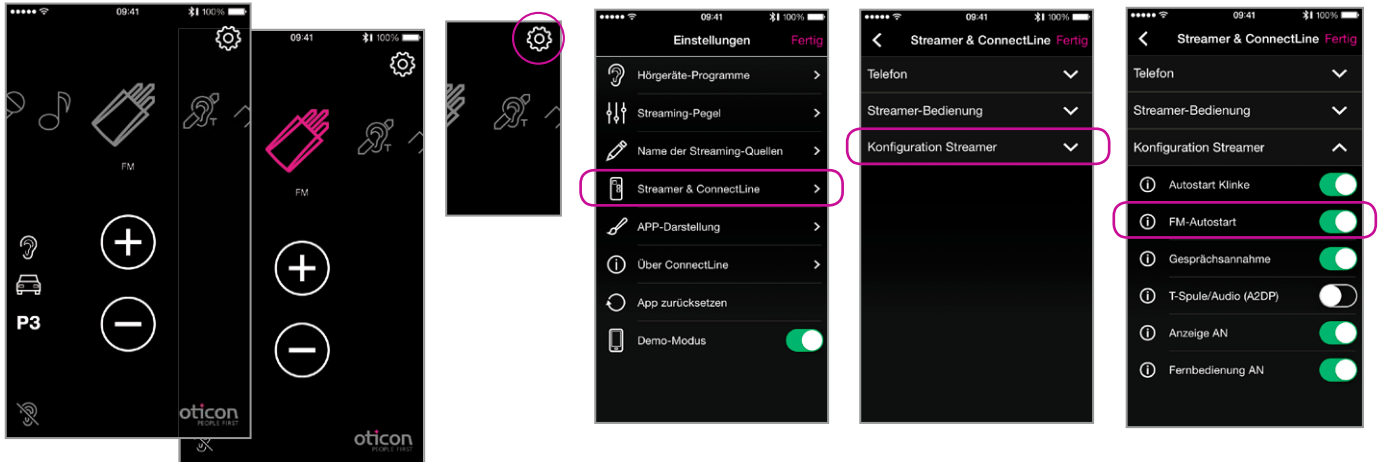 09:41
100%
FM
P3
oticon
PEOPLE FIRST
09:41
100%
FM
oticon
PEOPLE FIRST
09:41
100%
Einstellungen
Fertig
Hörgeräte-Programme
Streaming-Pegel
Name der Streaming-Quellen
Streamer & ConnectLine
APP-Darstellung
Über ConnectLine
App zurücksetzen
Demo-Modus
09:41
100%
Streamer & ConnectLine
Fertig
Telefon
Streamer-Bedienung
Konfiguration Streamer
09:41
100%
Streamer & ConnectLine
Fertig
Telefon
Streamer-Bedienung
Konfiguration Streamer
Autostart Klinke
FM-Autostart
Gesprächsannahme
T-Spule/Audio (A2DP)
Anzeige AN
Fernbedienung AN